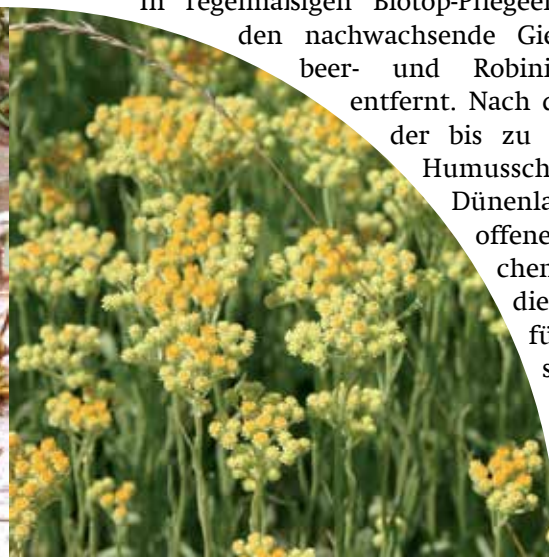 In regelmäßigen Biotop-Pflegeei
den nachwachsende Gie
beer- und Robini
entfernt. Nach d
der bis zu
Humussch
Dünenla
offene
chen
die
fü
s